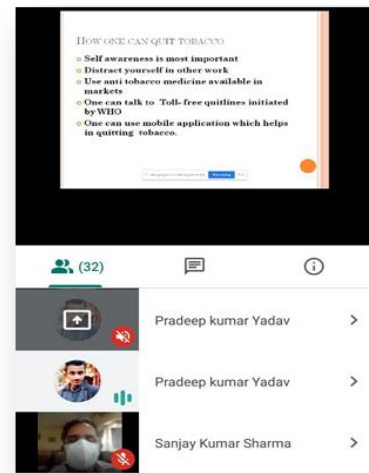 HOW ONE CAN QUIT TOBACCO
Self awareness is most important
Distract yourself in other work
Use anti tobacco medicine available in
markets
One can talk to Toll- free quitlines initiated
by WHO
One can use mobile application which helps
in quitting tobacco.
(32)
Pradeep kumar Yadav
Pradeep kumar Yadav
Sanjay Kumar Sharma